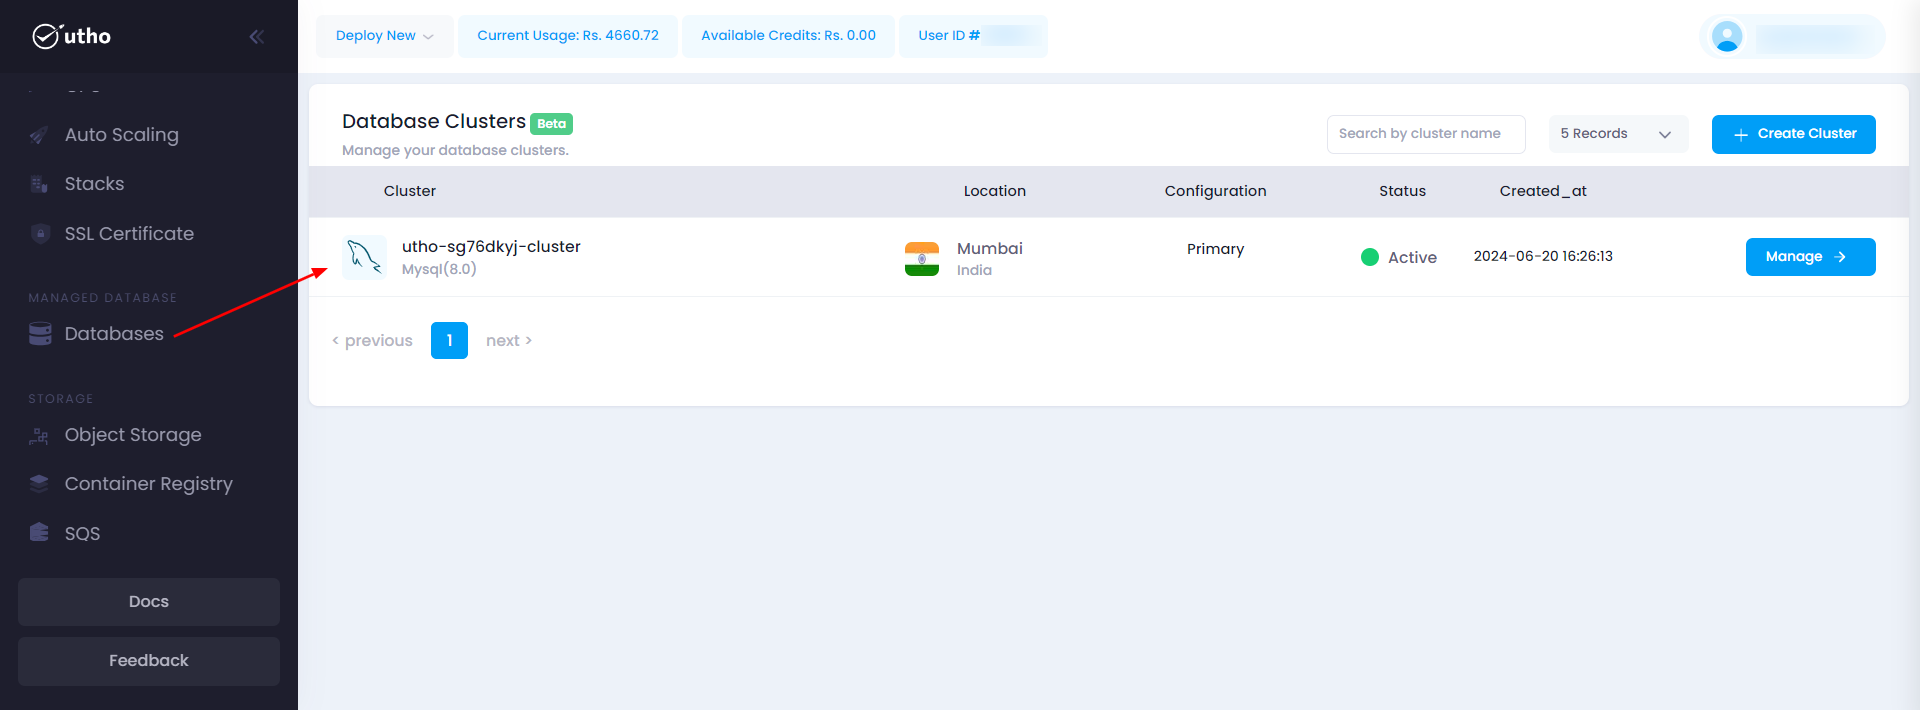 utho
Deploy New
Current Usage: Rs. 4660.72
Available Credits: Rs. 0.00
User ID #
Auto Scaling
Stacks
SSL Certificate
MANAGED DATABASE
Databases
STORAGE
Object Storage
Container Registry
SQS
Docs
Feedback
Database Clusters Beta
Manage your database clusters.
Search by cluster name
5 Records
+ Create Cluster
Cluster Location Configuration Status Created_at
utho-sg76dkyj-cluster
Mysql(8.0)
Mumbai
India
Primary
Active
2024-06-20 16:26:13
Manage →
< previous 1 next >